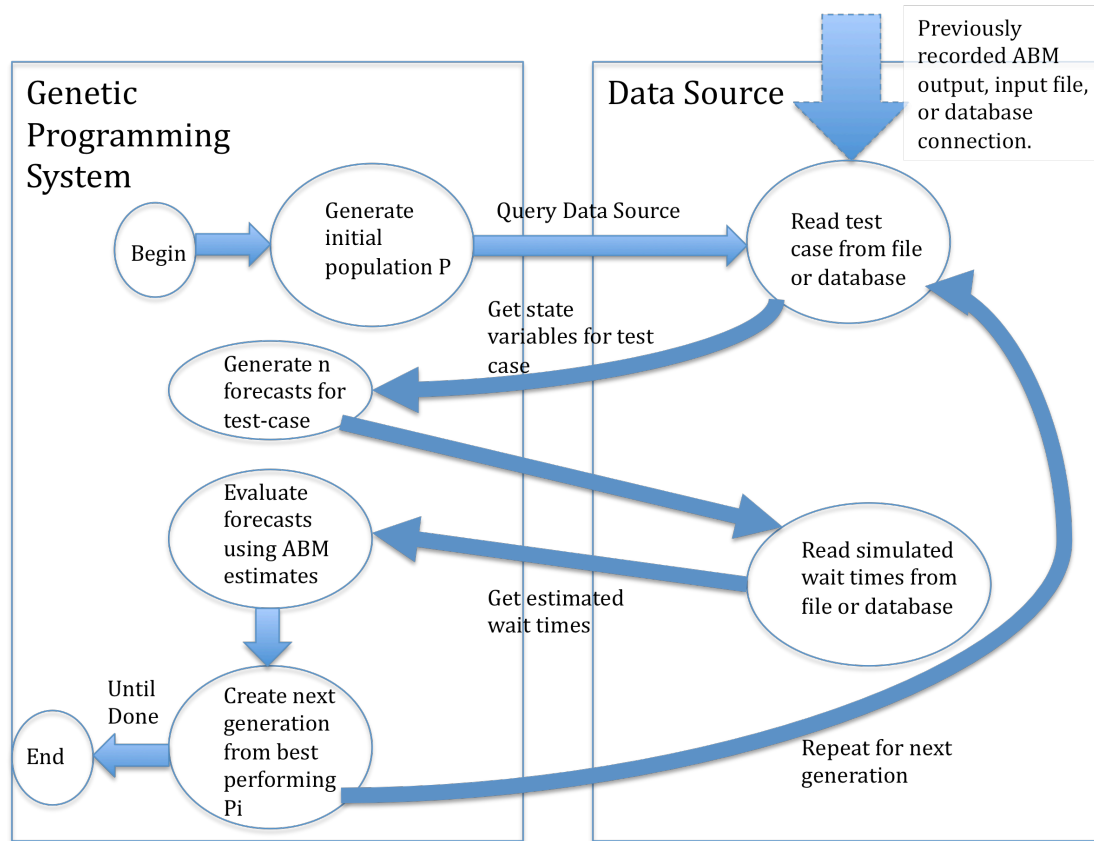 Previously
recorded ABM
output, input file,
or database
connection.
Genetic
Programming
System
Data Source
Begin
Generate
initial
population P
Query Data Source
Read test
case from file
or database
Get state
variables for test
case
Generate n
forecasts for
test-case
Evaluate
forecasts
using ABM
estimates
Read simulated
wait times from
file or database
Get estimated
wait times
Until
Done
End
Create next
generation
from best
performing
Pi
Repeat for next
generation